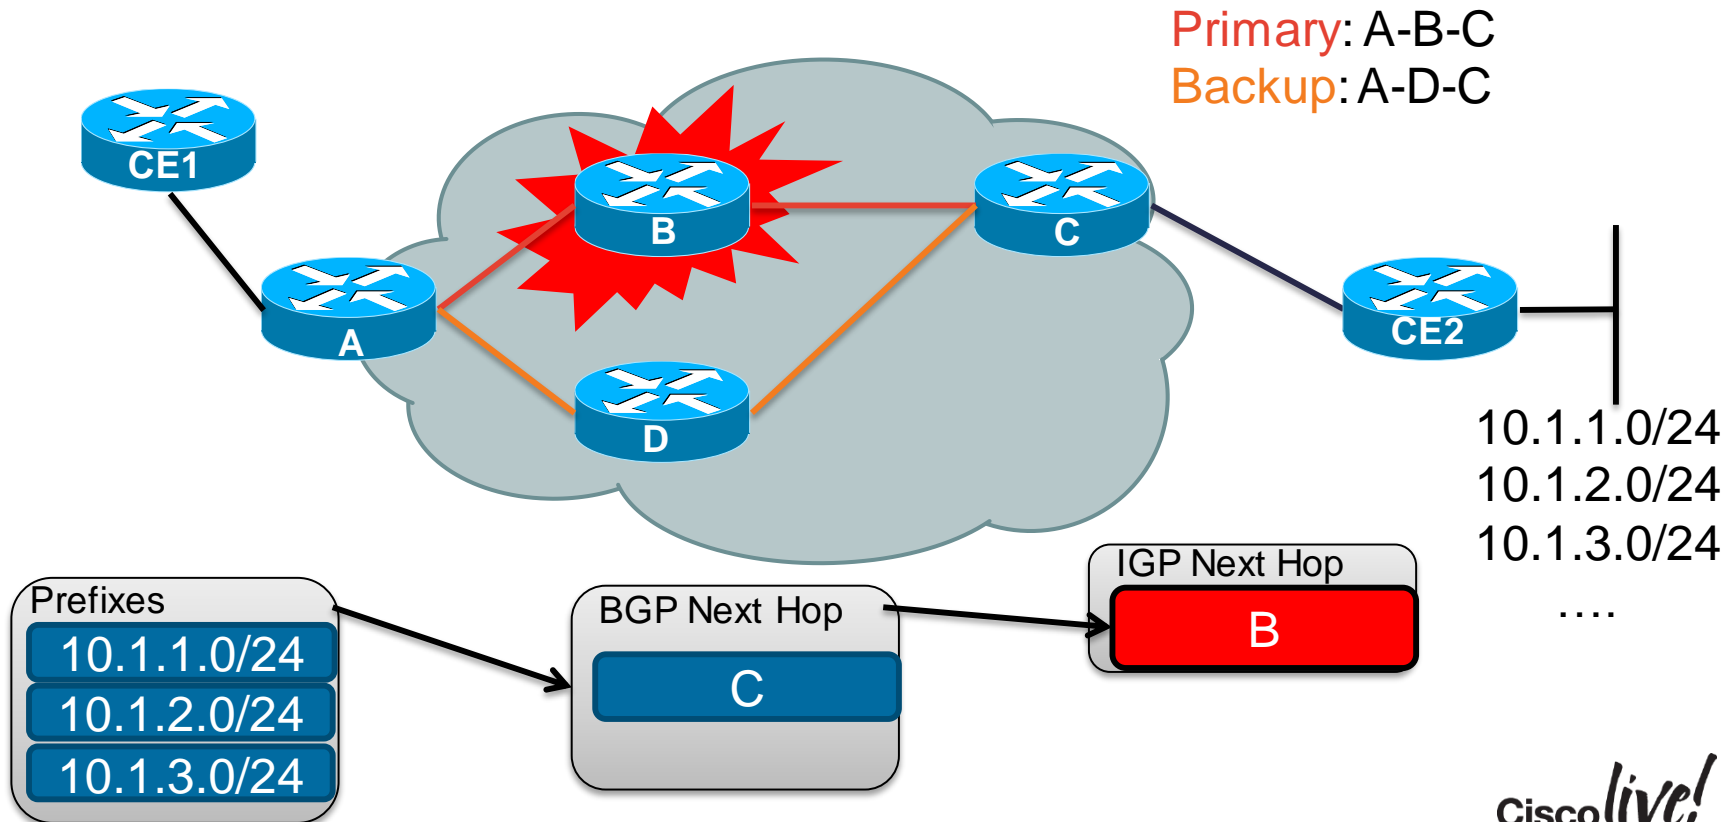 Primary: A-B-C
Backup: A-D-C
CE1
B
C
A
CE2
D
10.1.1.0/24
10.1.2.0/24
10.1.3.0/24
....
Prefixes
10.1.1.0/24
10.1.2.0/24
10.1.3.0/24
BGP Next Hop
C
IGP Next Hop
B
Cisco live!